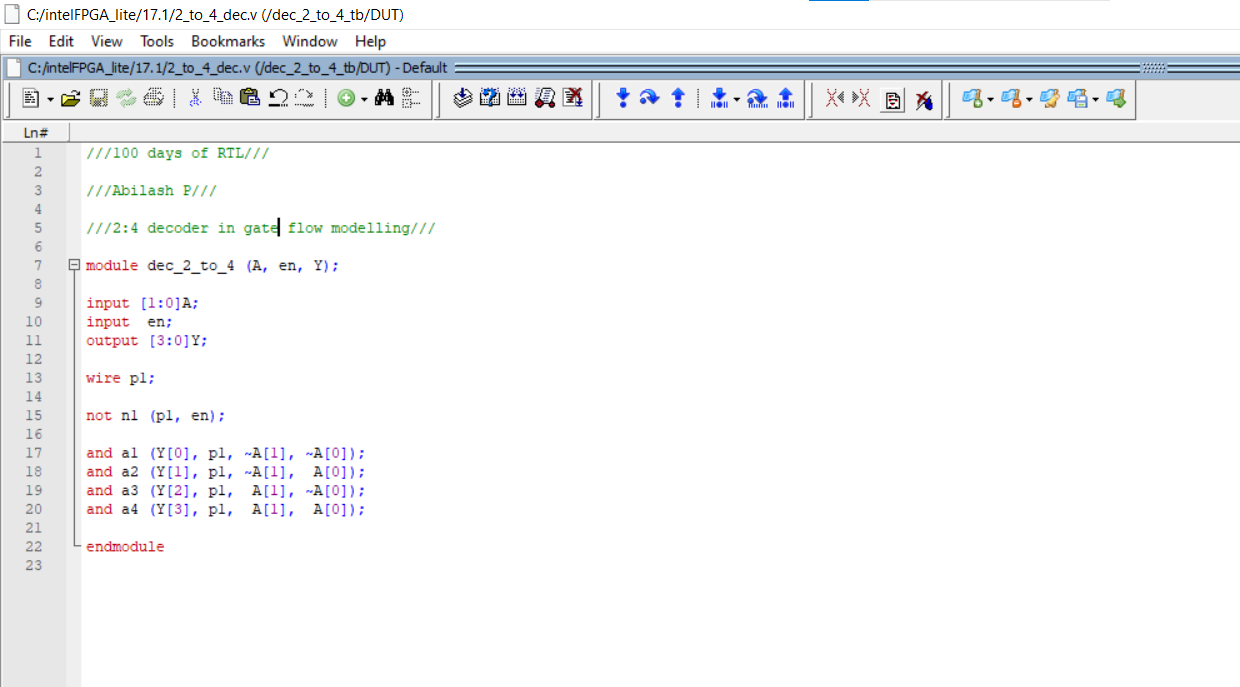 C:/intelFPGA_lite/17.1/2_to_4_dec.v (/dec_2_to_4_tb/DUT)
File Edit View Tools Bookmarks Window Help
C:/intelFPGA_lite/17.1/2_to_4_dec.v (/dec_2_to_4_tb/DUT) - Default
Ln#
1 ///100 days of RTL///
2
3 ///Abilash P///
4
5 ///2:4 decoder in gate flow modelling///
6
7 module dec_2_to_4 (A, en, Y);
8
9 input [1:0]A;
10 input  en;
11 output [3:0]Y;
12
13 wire p1;
14
15 not n1 (p1, en);
16
17 and a1 (Y[0], p1, ~A[1], ~A[0]);
18 and a2 (Y[1], p1, ~A[1],  A[0]);
19 and a3 (Y[2], p1,  A[1], ~A[0]);
20 and a4 (Y[3], p1,  A[1],  A[0]);
21
22 endmodule
23